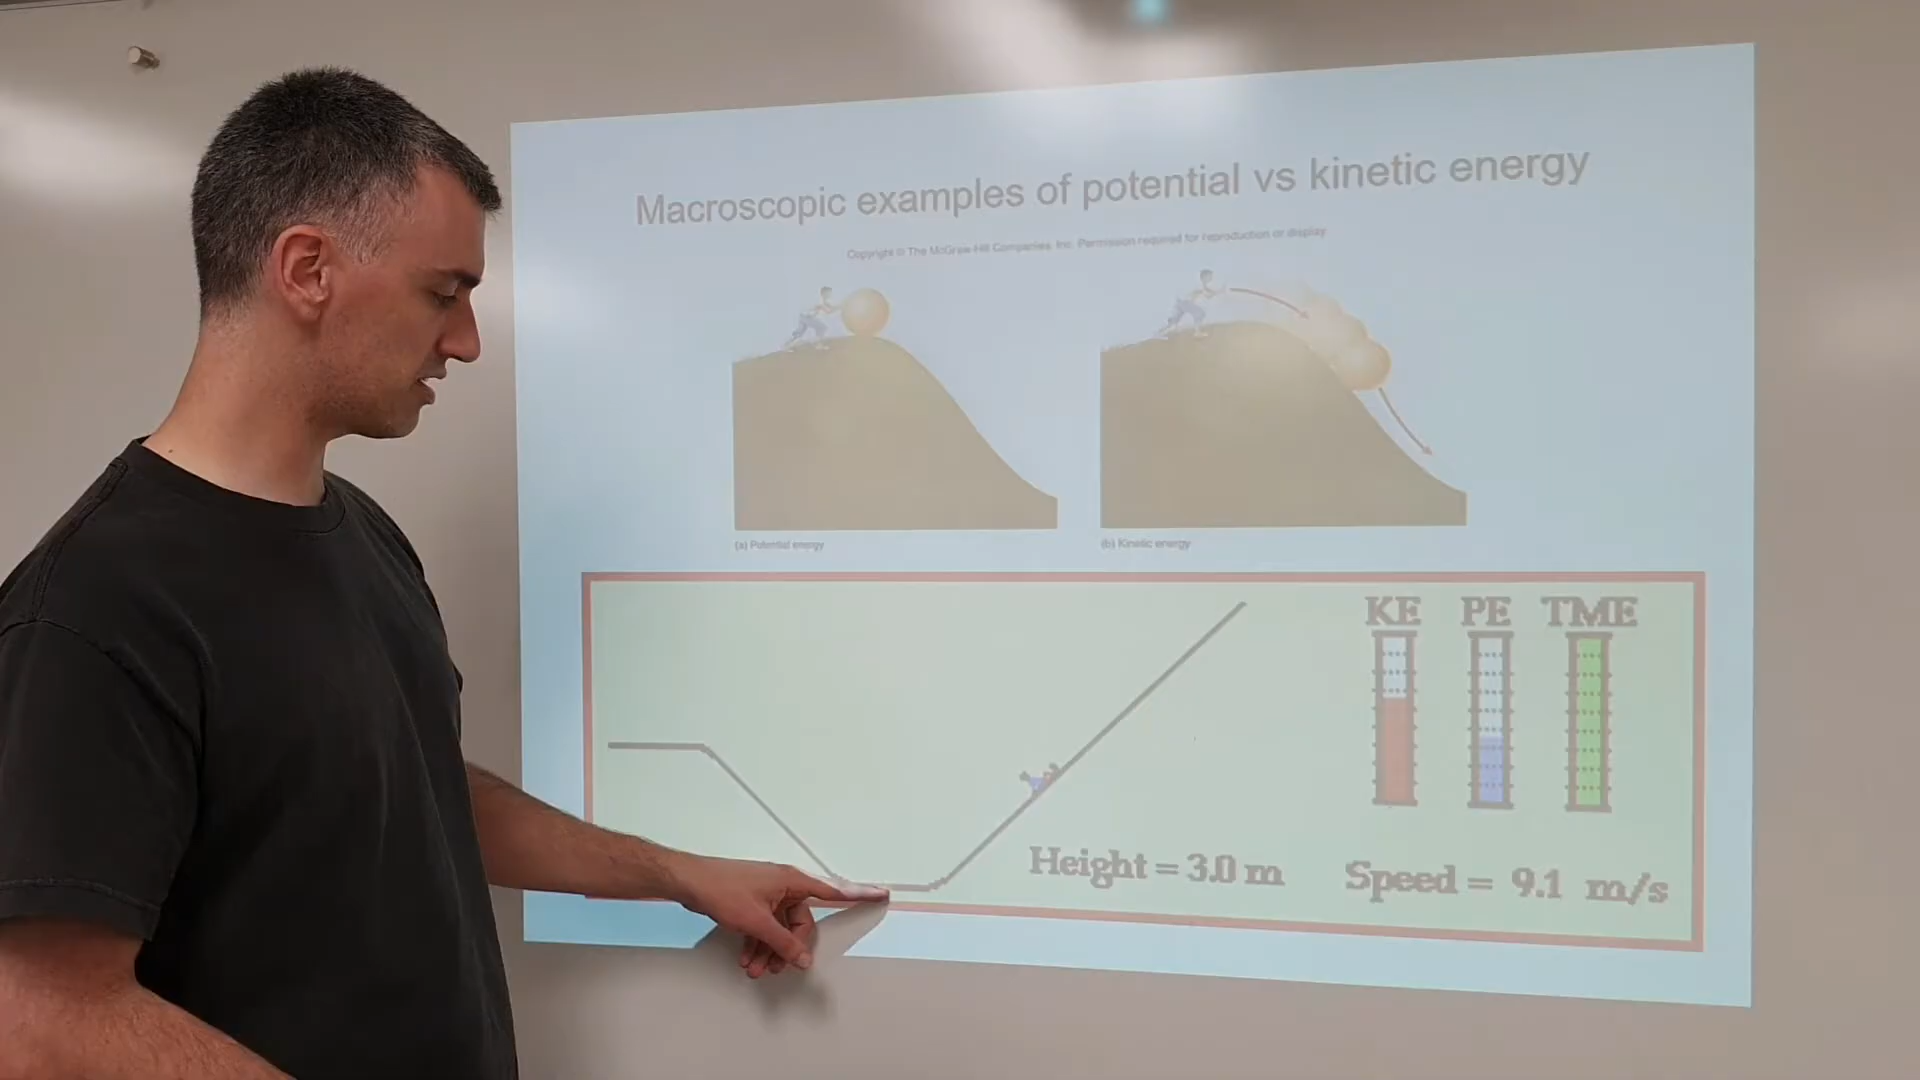 Macroscopic examples of potential vs kinetic energy
Copyright © The McGraw-Hill Companies, Inc. Permission required for reproduction or display.
(a) Potential energy
(b) Kinetic energy
KE PE TME
Height = 3.0 m
Speed = 9.1 m/s